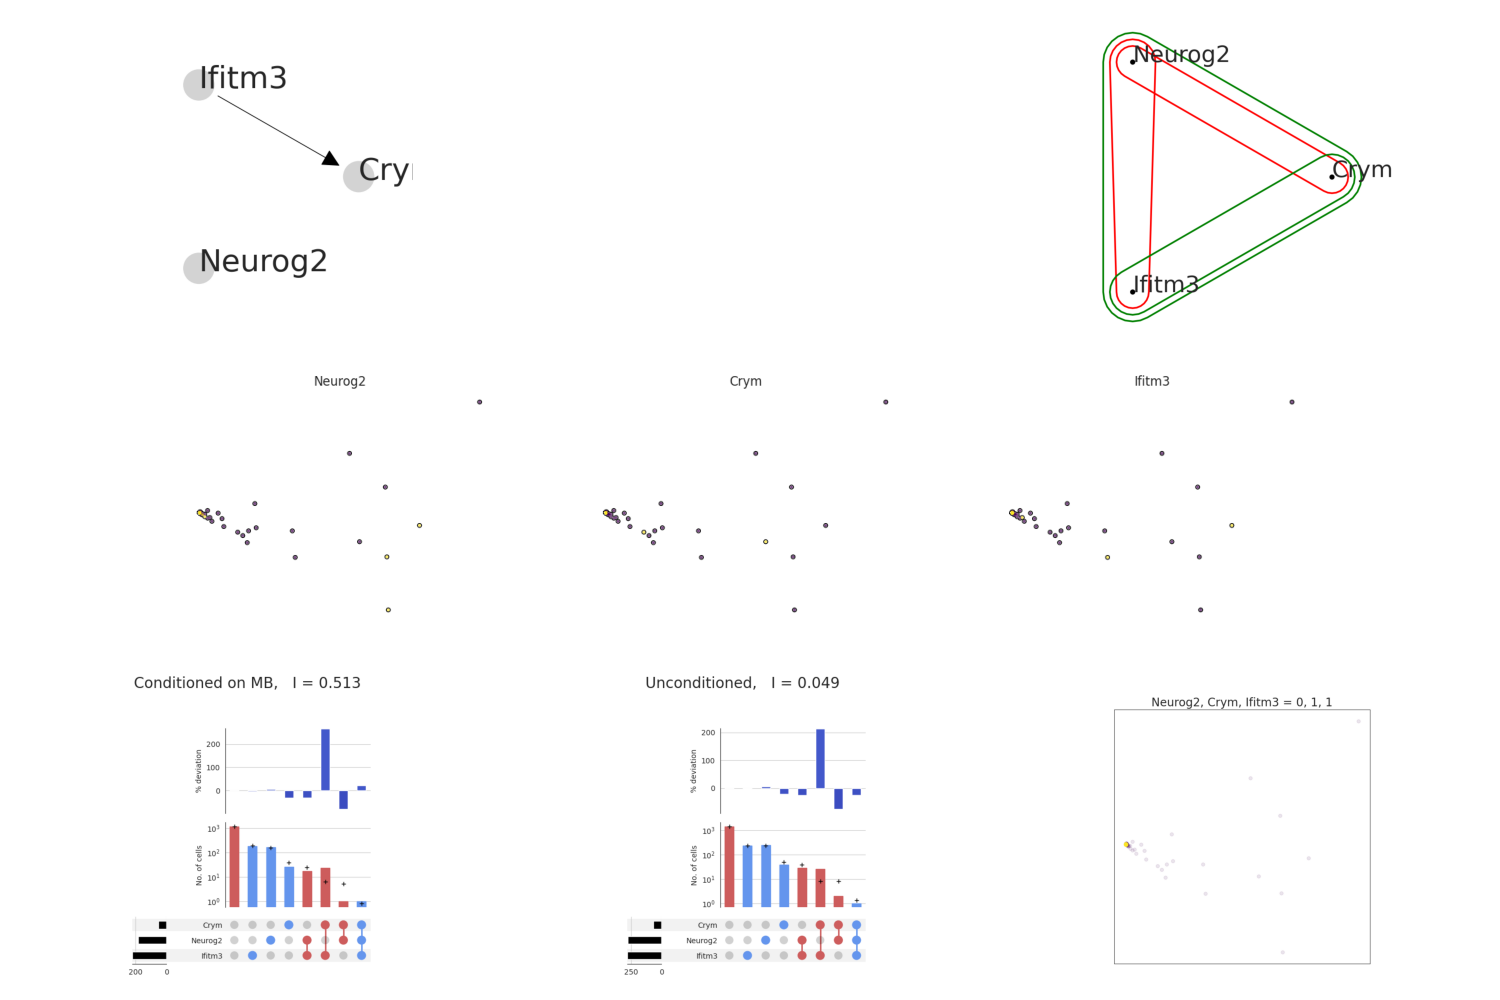 Ifitm3
Cry
Neurog2
Neurog2
Crym
Ifitm3
Neurog2
Crym
Ifitm3
Conditioned on MB, I = 0.513
% deviation
200
100
0
No. of cells
10³
10²
10¹
10⁰
Crym
Neurog2
Ifitm3
200 0
Unconditioned, I = 0.049
% deviation
200
100
0
No. of cells
10³
10²
10¹
10⁰
Crym
Neurog2
Ifitm3
250 0
Neurog2, Crym, Ifitm3 = 0, 1, 1